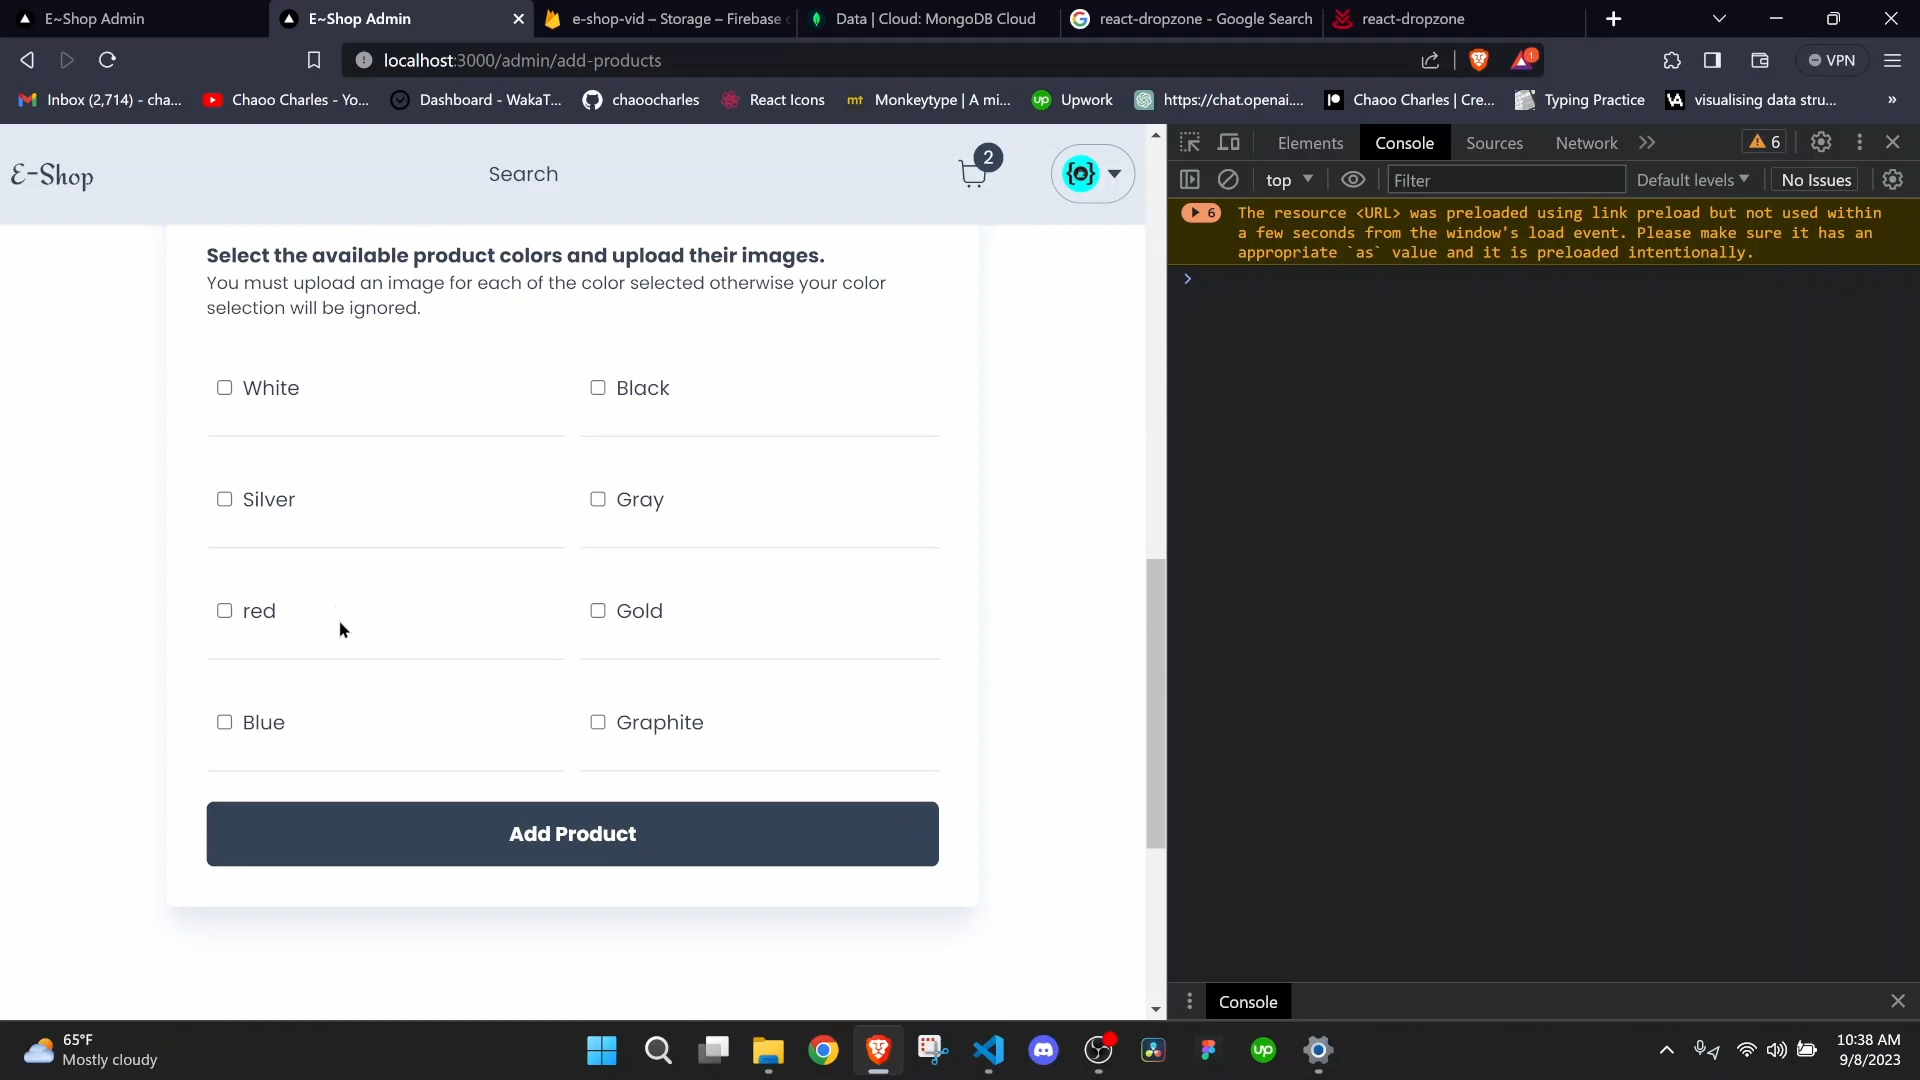 E~Shop Admin
E~Shop Admin
e-shop-vid – Storage – Firebase
Data | Cloud: MongoDB Cloud
react-dropzone - Google Search
react-dropzone
localhost:3000/admin/add-products
1
VPN
Inbox (2,714) - cha...
Chaoo Charles - Yo...
Dashboard - WakaT...
chaoocharles
React Icons
mt Monkeytype | A mi...
up Upwork
https://chat.openai....
Chaoo Charles | Cre...
Typing Practice
VA visualising data stru...
»
E~Shop
Search
2
Select the available product colors and upload their images.
You must upload an image for each of the color selected otherwise your color
selection will be ignored.
White
Black
Silver
Gray
red
Gold
Blue
Graphite
Add Product
Elements
Console
Sources
Network
6
top
Filter
Default levels
No Issues
6 The resource <URL> was preloaded using link preload but not used within
a few seconds from the window's load event. Please make sure it has an
appropriate `as` value and it is preloaded intentionally.
Console
65°F
Mostly cloudy
up
10:38 AM
9/8/2023